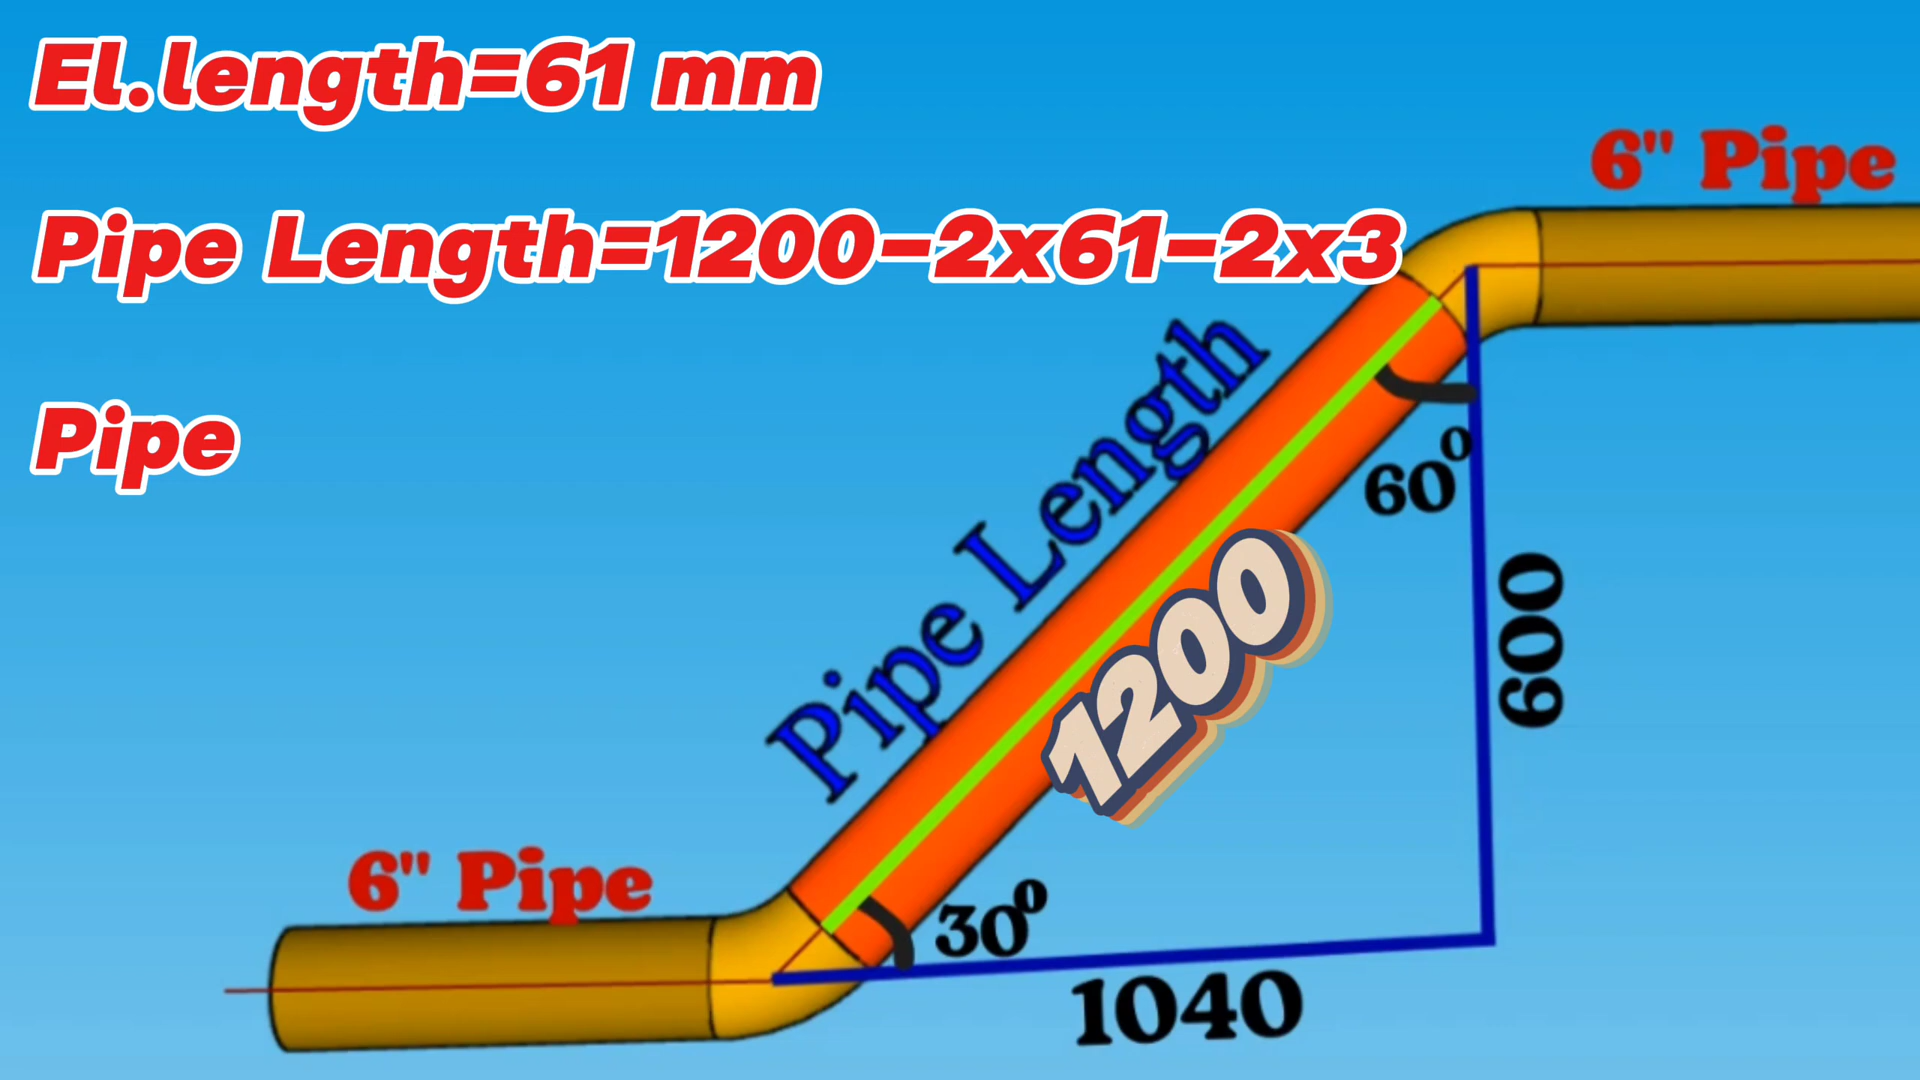 El.length=61 mm
6" Pipe
Pipe Length=1200-2x61-2x3
Pipe
Pipe Length
60⁰
1200
600
6" Pipe
30⁰
1040